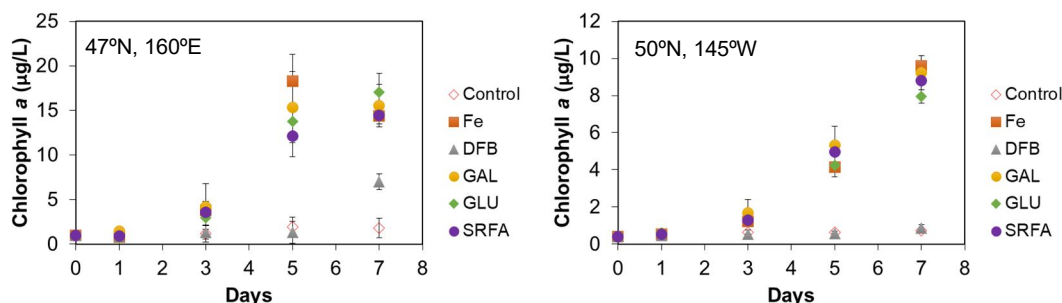 47ºN, 160ºE
Chlorophyll a (µg/L)
25
20
15
10
5
0
0 1 2 3 4 5 6 7 8
Days
Control
Fe
DFB
GAL
GLU
SRFA
50ºN, 145ºW
Chlorophyll a (µg/L)
12
10
8
6
4
2
0
0 1 2 3 4 5 6 7 8
Days
Control
Fe
DFB
GAL
GLU
SRFA